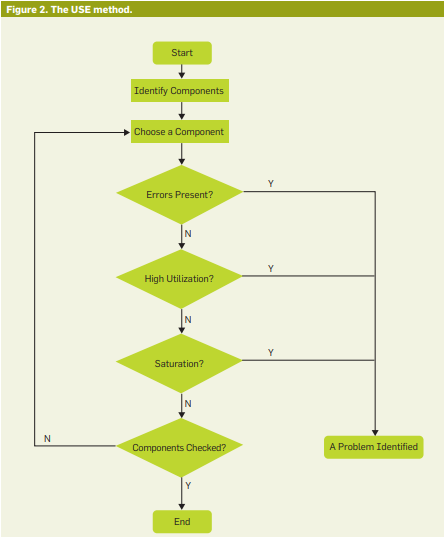 Figure 2. The USE method.
Start
Identify Components
Choose a Component
Errors Present?
Y
N
High Utilization?
Y
N
Saturation?
Y
N
Components Checked?
N
A Problem Identified
Y
End